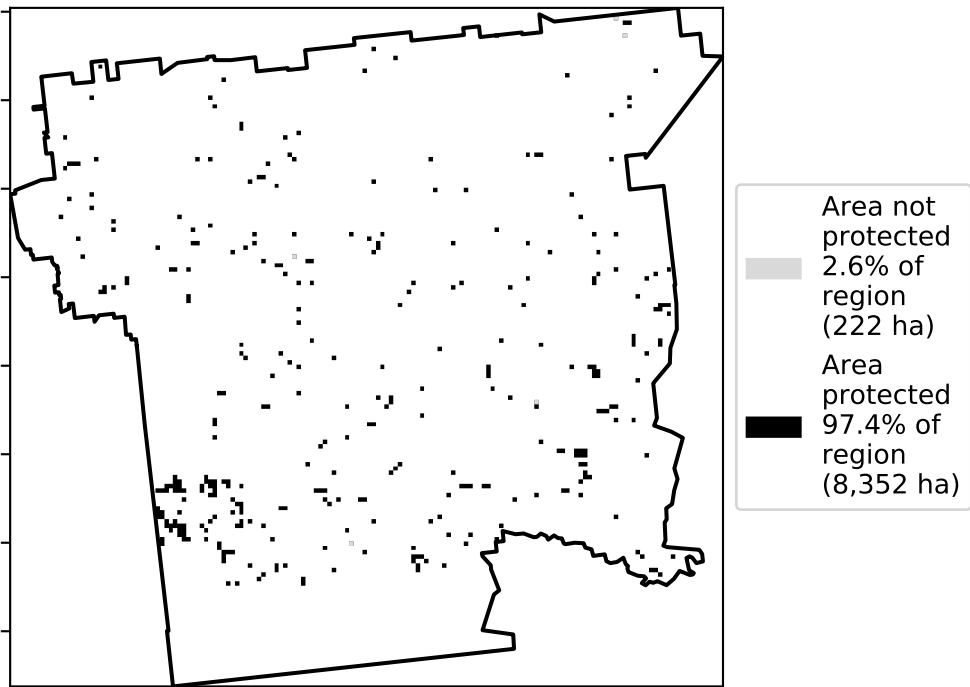 Area not
protected
2.6% of
region
(222 ha)
Area
protected
97.4% of
region
(8,352 ha)